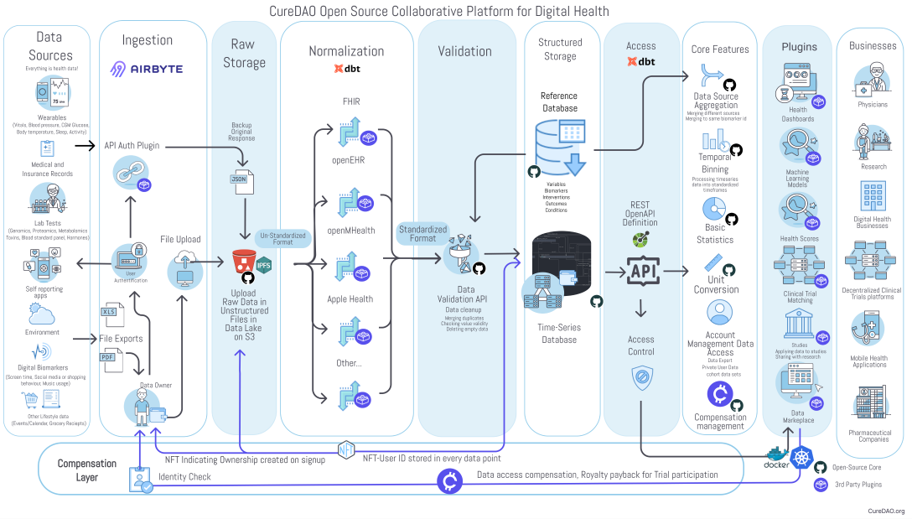 CureDAO Open Source Collaborative Platform for Digital Health
Data
Sources
Everything is health data!
Wearables
(Vitals, Blood pressure, CGM Glucose,
Body temperature, Sleep, Activity)
Medical and
Insurance Records
Lab Tests
(Genomics, Proteomics, Metabolomics
Toxins, Blood standard panel, Hormones)
Self reporting
apps
Environment
Digital Biomarkers
(Screen time, Social media or shopping
behaviour, Music usage)
Other Lifestyle data
(Events/Calendar, Grocery Receipts)
Ingestion
AIRBYTE
API Auth Plugin
File Upload
User
Authentification
XLS
File Exports
PDF
Data Owner
Raw
Storage
Backup
Original
Response
JSON
IPFS
Upload
Raw Data in
Unstructured
Files in
Data Lake
on S3
Un-Standardized
Format
Normalization
dbt
FHIR
openEHR
openMHealth
Apple Health
Other...
Standardized
Format
Validation
Data
Validation API
Data cleanup
Merging duplicates
Checking value validity
Deleting empty data
Structured
Storage
Reference
Database
Variables
Biomarkers
Interventions
Outcomes
Conditions
Time-Series
Database
Access
dbt
REST
OpenAPI
Definition
API
Access
Control
Core Features
Data Source
Aggregation
Merging different sources
Merging to same biomarker id
Temporal
Binning
Processing timeseries
data into standardized
timeframes
Basic
Statistics
Unit
Conversion
Account
Management Data
Access
Data Export
Private User Data
cohort data sets
Compensation
management
Plugins
Health
Dashboards
Machine
Learning
Models
Health Scores
Clinical Trial
Matching
Studies
Applying data to studies
Sharing with research
Data
Marketplace
Businesses
Physicians
Research
Digital Health
Businesses
Decentralized Clinical
Trials platforms
Mobile Health
Applications
Pharmaceutical
Companies
Compensation
Layer
NFT Indicating Ownership created on signup
NFT
NFT-User ID stored in every data point
Identity Check
Data access compensation, Royalty payback for Trial participation
docker
Open-Source Core
3rd Party Plugins
CureDAO.org